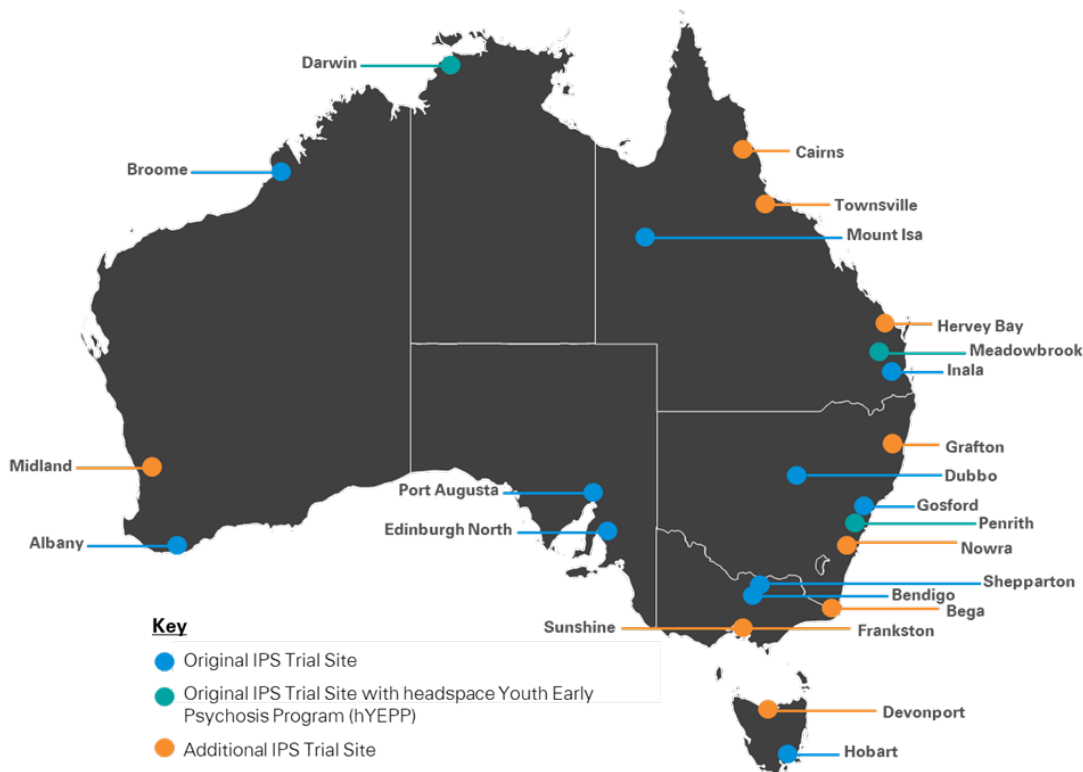 Darwin
Cairns
Broome
Townsville
Mount Isa
Hervey Bay
Meadowbrook
Inala
Grafton
Midland
Dubbo
Port Augusta
Gosford
Penrith
Edinburgh North
Albany
Nowra
Shepparton
Bendigo
Bega
Sunshine
Frankston
Key
Original IPS Trial Site
Original IPS Trial Site with headspace Youth Early
Psychosis Program (hYEPP)
Additional IPS Trial Site
Devonport
Hobart